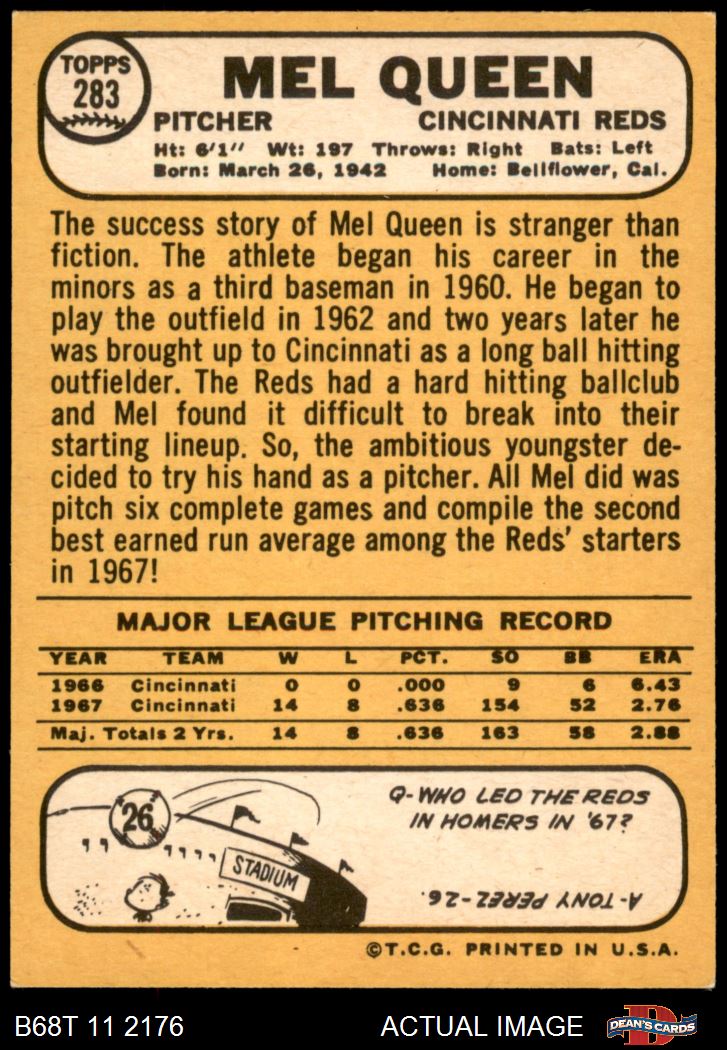 TOPPS
283
MEL QUEEN
PITCHER CINCINNATI REDS
Ht: 6'1" Wt: 197 Throws: Right Bats: Left
Born: March 26, 1942 Home: Bellflower, Cal.
The success story of Mel Queen is stranger than
fiction. The athlete began his career in the
minors as a third baseman in 1960. He began to
play the outfield in 1962 and two years later he
was brought up to Cincinnati as a long ball hitting
outfielder. The Reds had a hard hitting ballclub
and Mel found it difficult to break into their
starting lineup. So, the ambitious youngster de-
cided to try his hand as a pitcher. All Mel did was
pitch six complete games and compile the second
best earned run average among the Reds' starters
in 1967!
MAJOR LEAGUE PITCHING RECORD
YEAR TEAM W L PCT. SO BB ERA
1966 Cincinnati 0 0 .000 9 6 6.43
1967 Cincinnati 14 8 .636 154 52 2.76
Maj. Totals 2 Yrs. 14 8 .636 163 58 2.88
26
STADIUM
Q-WHO LED THE REDS
IN HOMERS IN '67?
A-TONY PEREZ-26.
©T.C.G. PRINTED IN U.S.A.
B68T 11 2176 ACTUAL IMAGE
D
DEAN'S CARDS